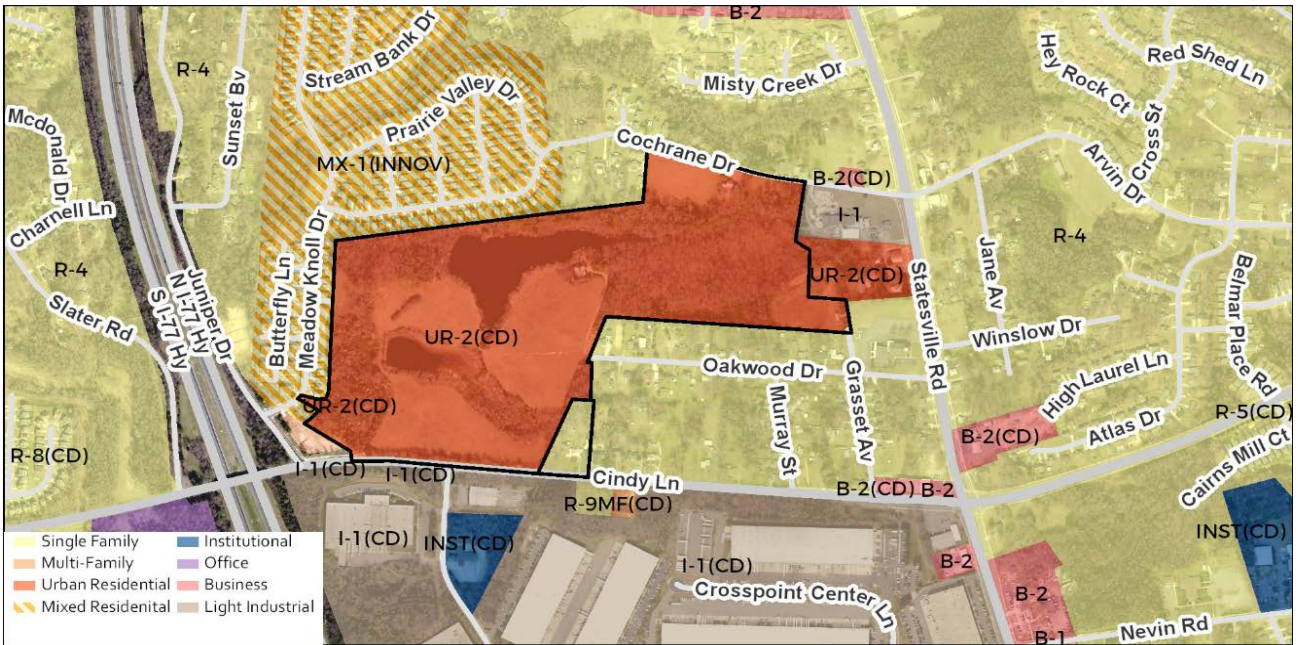 B-2
R-4
Stream Bank Dr
Misty Creek Dr
Hey Rock Ct
Red Shed Ln
Mcdonald Dr
Sunset Bv
Prairie Valley Dr
Cross St
MX-1(INNOV)
Cochrane Dr
B-2(CD)
Arvin Dr
Charnell Ln
I-1
R-4
Meadow Knoll Dr
Jane Av
R-4
Belmar Place Rd
Slater Rd
S I-77 Hy
N I-77 Hy
Juniper Dr
Butterfly Ln
UR-2(CD)
Statesville Rd
UR-2(CD)
Winslow Dr
Oakwood Dr
Grasset Av
High Laurel Ln
UR-2(CD)
Murray St
Atlas Dr
R-5(CD)
B-2(CD)
R-8(CD)
I-1(CD)
I-1(CD)
Cindy Ln
Cairns Mill Ct
B-2(CD)
B-2
R-9MF(CD)
I-1(CD)
INST(CD)
I-1(CD)
INST(CD)
B-2
Crosspoint Center Ln
B-2
Nevin Rd
B-1
Single Family
Multi-Family
Urban Residential
Mixed Residenital
Institutional
Office
Business
Light Industrial